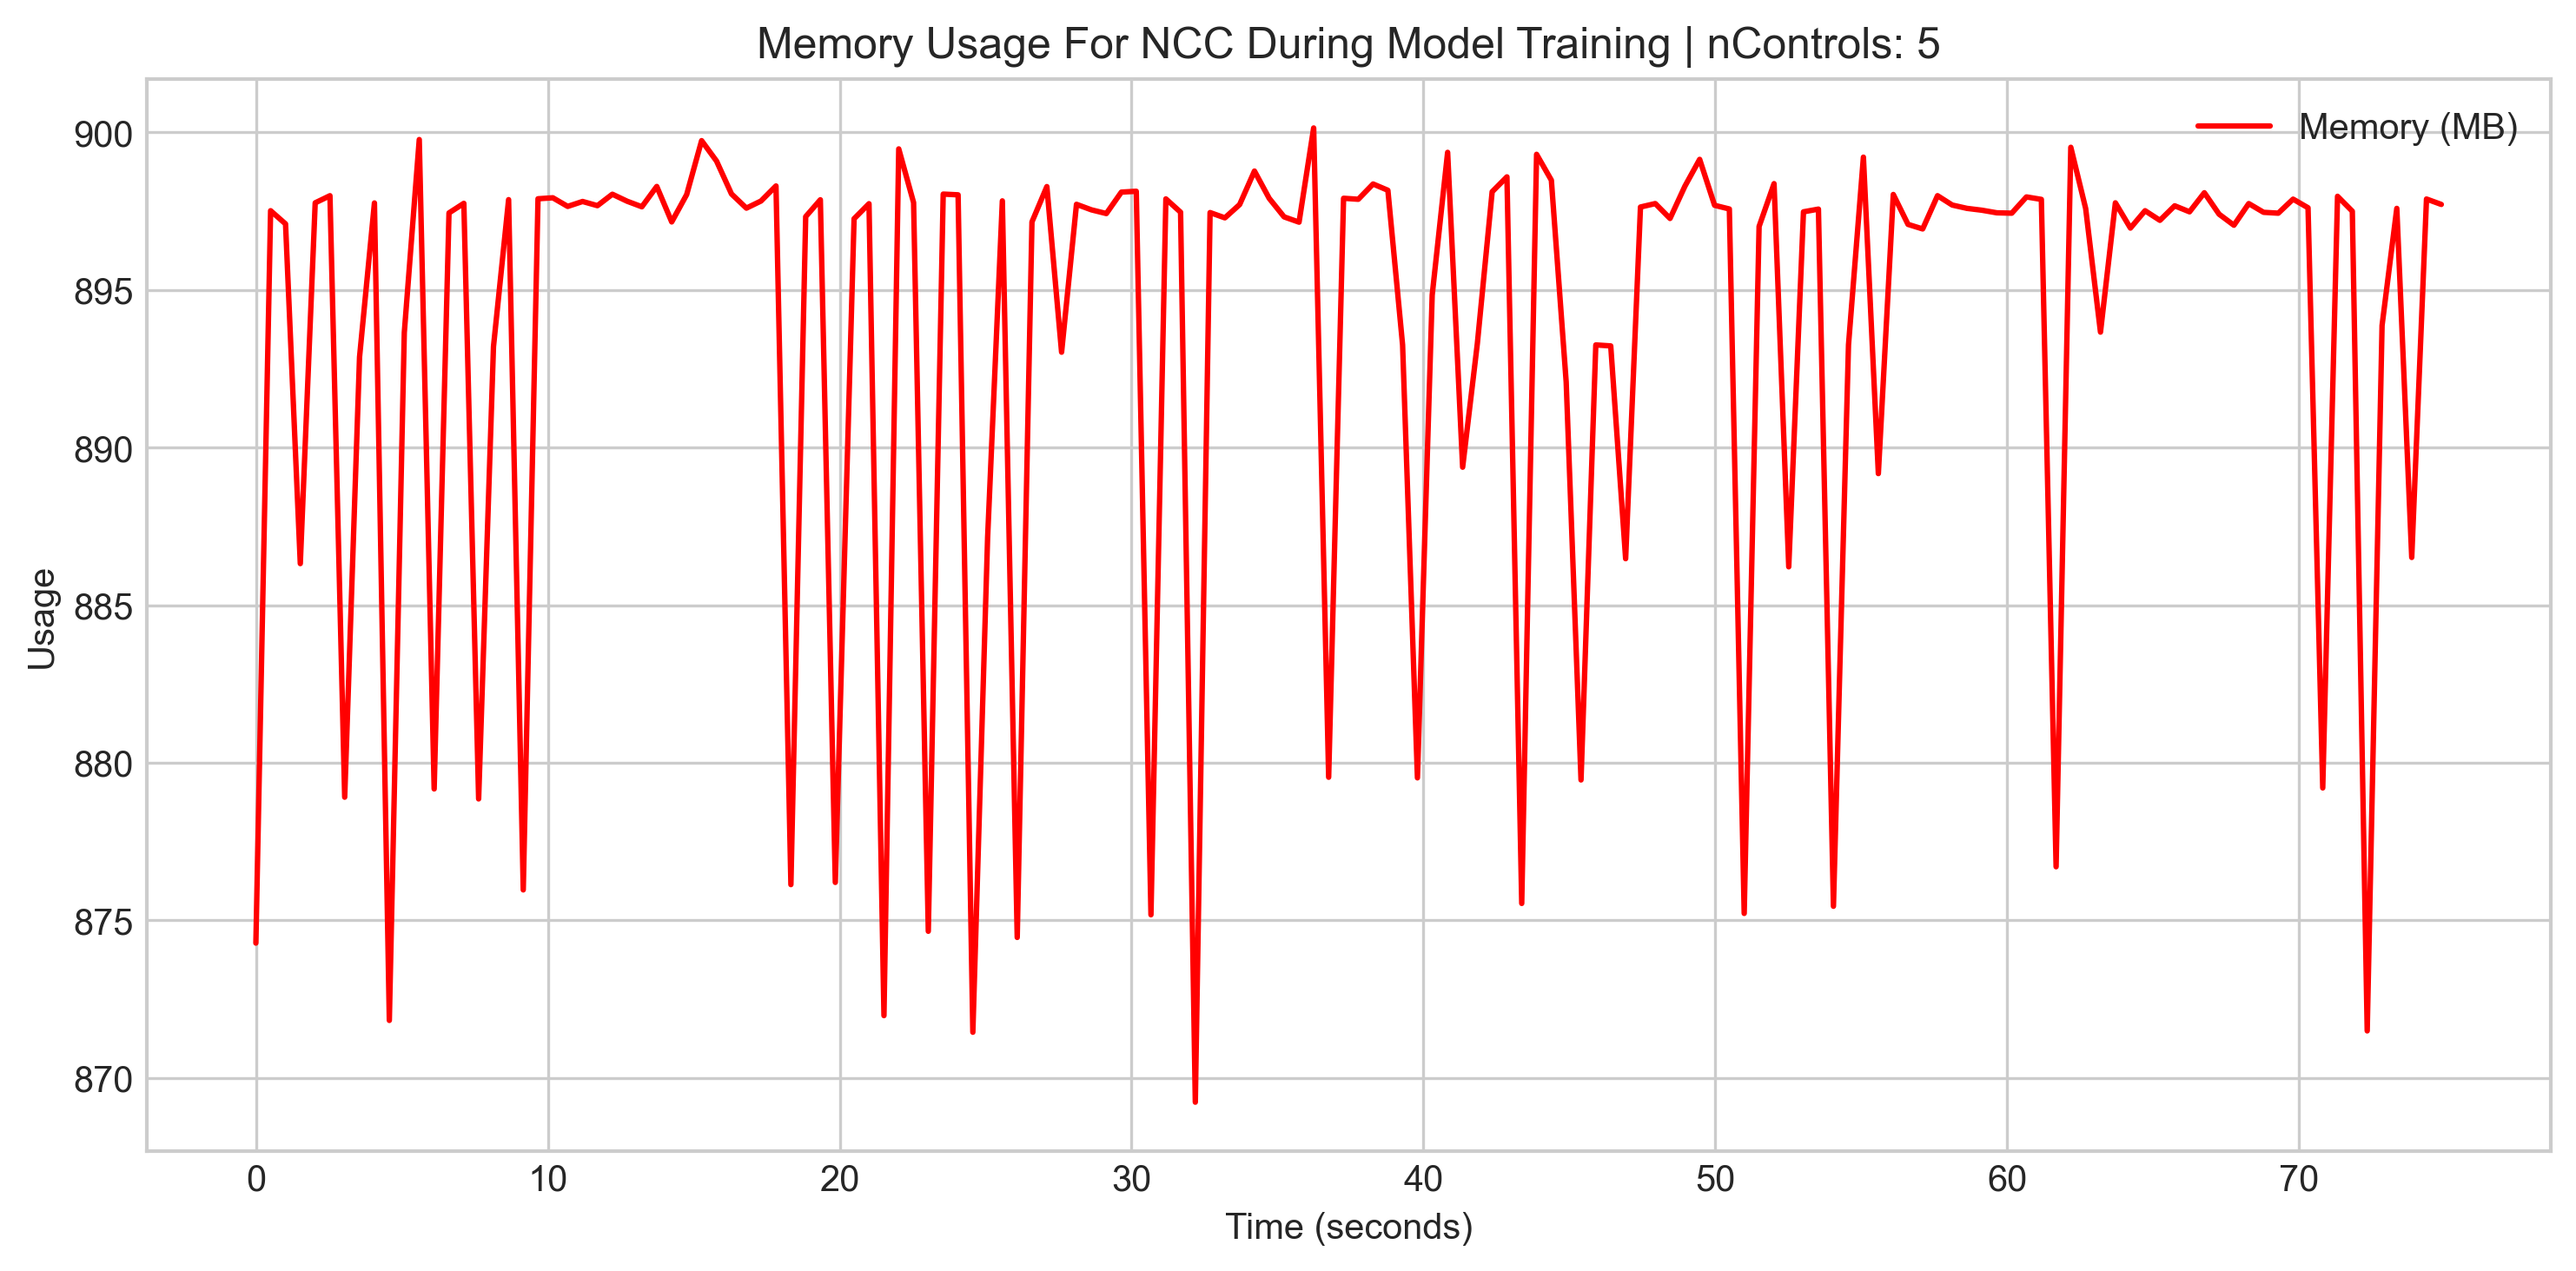 Memory Usage For NCC During Model Training | nControls: 5
Memory (MB)
900
895
890
885
880
875
870
Usage
0 10 20 30 40 50 60 70
Time (seconds)